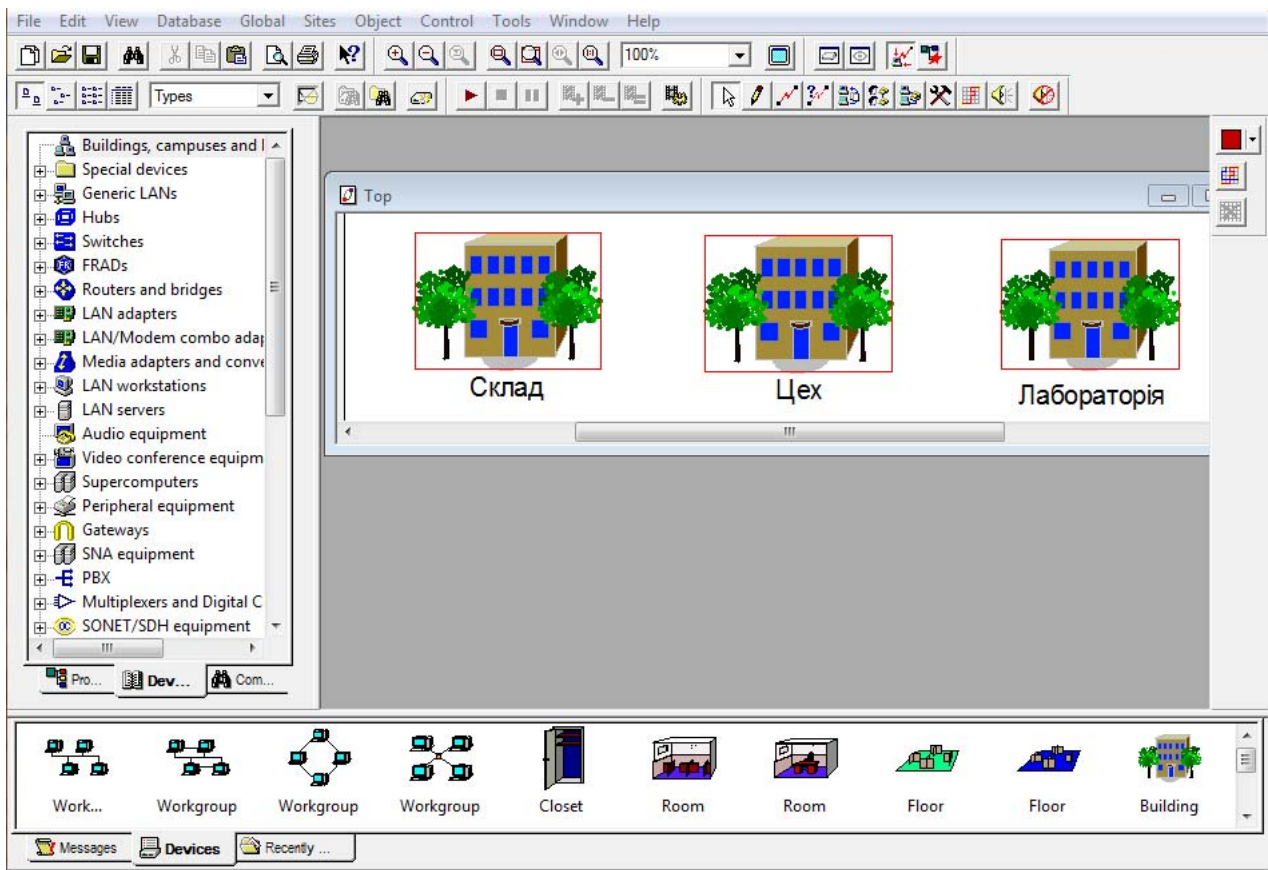 File Edit View Database Global Sites Object Control Tools Window Help
100%
Types
Buildings, campuses and l
Special devices
Generic LANs
Hubs
Switches
FRADs
Routers and bridges
LAN adapters
LAN/Modem combo adap
Media adapters and conve
LAN workstations
LAN servers
Audio equipment
Video conference equipm
Supercomputers
Peripheral equipment
Gateways
SNA equipment
PBX
Multiplexers and Digital C
SONET/SDH equipment
Pro... Dev... Com...
Top
Склад Цех Лабораторія
Work... Workgroup Workgroup Workgroup Closet Room Room Floor Floor Building
Messages Devices Recently ...